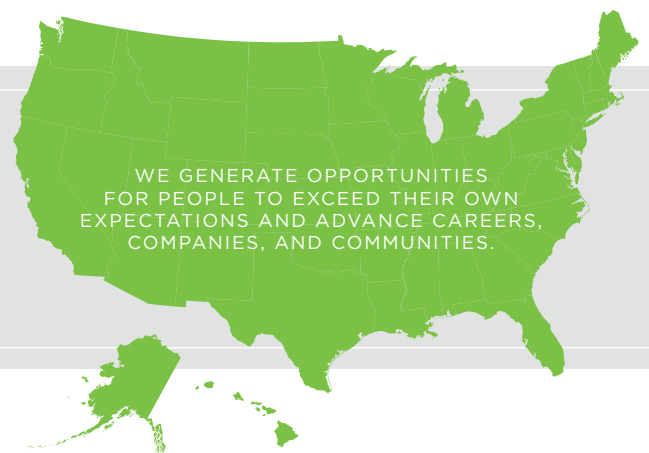 WE GENERATE OPPORTUNITIES
FOR PEOPLE TO EXCEED THEIR OWN
EXPECTATIONS AND ADVANCE CAREERS,
COMPANIES, AND COMMUNITIES.